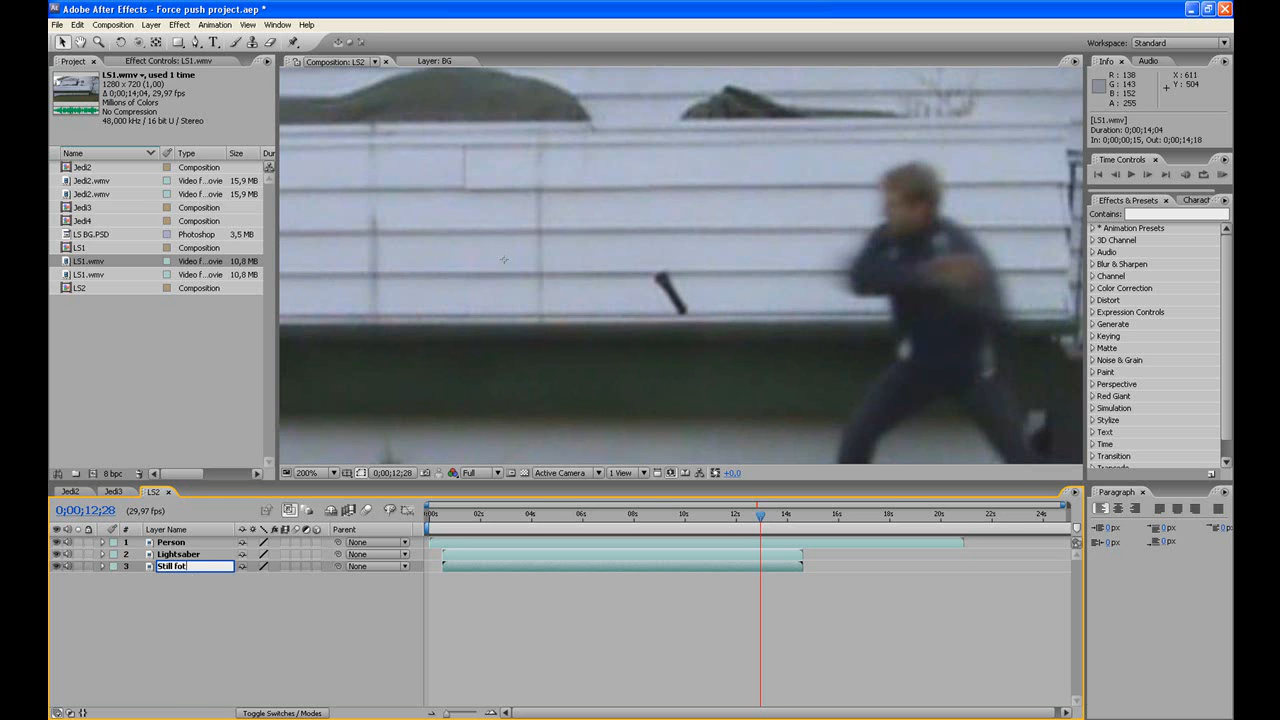 Adobe After Effects - Force push project.aep *
File Edit Composition Layer Effect Animation View Window Help
Workspace: Standard
Project × Effect Controls: LS1.wmv
LS1.wmv ▾, used 1 time
1280 x 720 (1,00)
Δ 0;00;14;04, 29,97 fps
Millions of Colors
No Compression
48,000 kHz / 16 bit U / Stereo
Name Type Size Dur
Jedi2 Composition
Jedi2.wmv Video f...ovie 15,9 MB
Jedi2.wmv Video f...ovie 15,9 MB
Jedi3 Composition
Jedi4 Composition
LS BG.PSD Photoshop 3,5 MB
LS1 Composition
LS1.wmv Video f...ovie 10,8 MB
LS1.wmv Video f...ovie 10,8 MB
LS2 Composition
8 bpc
Composition: LS2 Layer: BG
200% 0;00;12;28 Full Active Camera 1 View +0,0
Info × Audio
R : 138 X : 611
G : 143 Y : 504
B : 152
A : 255
[LS1.wmv]
Duration: 0;00;14;04
In: 0;00;00;15, Out: 0;00;14;18
Time Controls ×
Effects & Presets × Charact
Contains:
* Animation Presets
3D Channel
Audio
Blur & Sharpen
Channel
Color Correction
Distort
Expression Controls
Generate
Keying
Matte
Noise & Grain
Paint
Perspective
Red Giant
Simulation
Stylize
Text
Time
Transition
Paragraph ×
0 px 0 px 0 px
0 px 0 px
Jedi2 Jedi3 LS2 ×
0;00;12;28 (29,97 fps)
# Layer Name Parent
1 Person None
2 Lightsaber None
3 Still fot None
02s 04s 06s 08s 10s 12s 14s 16s 18s 20s 22s 24s
Toggle Switches / Modes